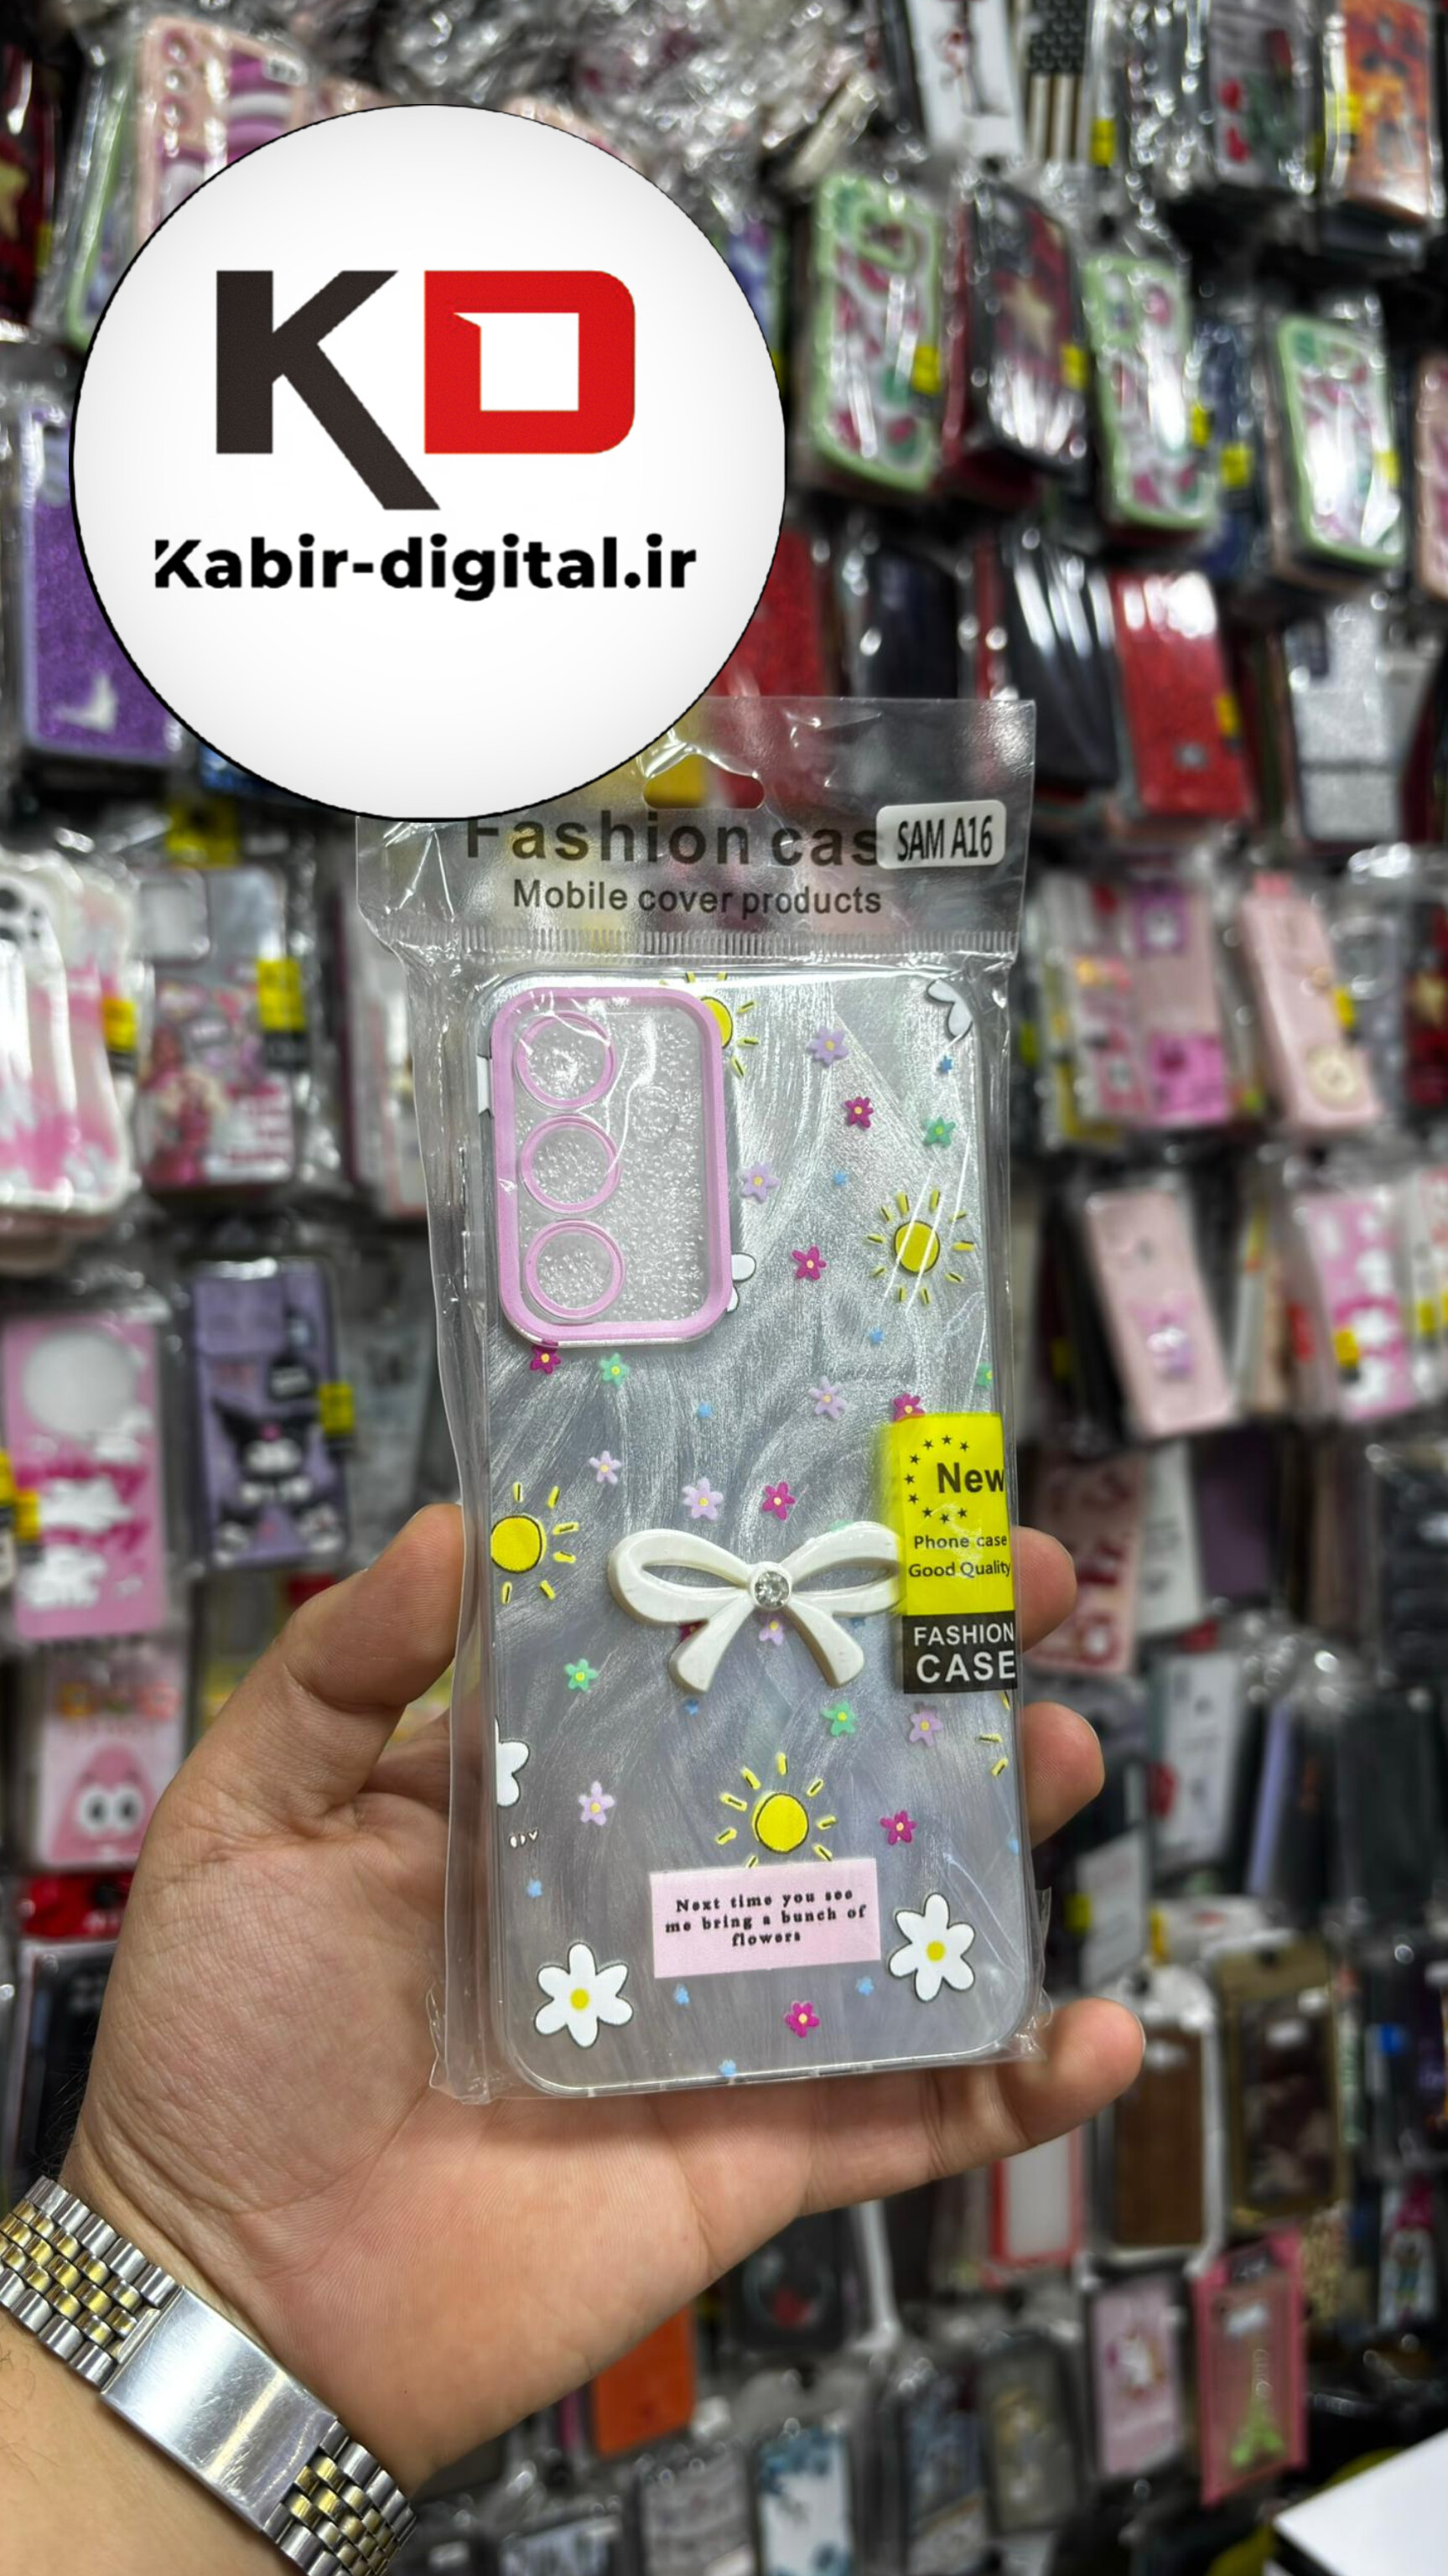 KD
Kabir-digital.ir
Fashion cas
SAM A16
Mobile cover products
New
Phone case
Good Quality
FASHION
CASE
Next time you see
me bring a bunch of
flowers